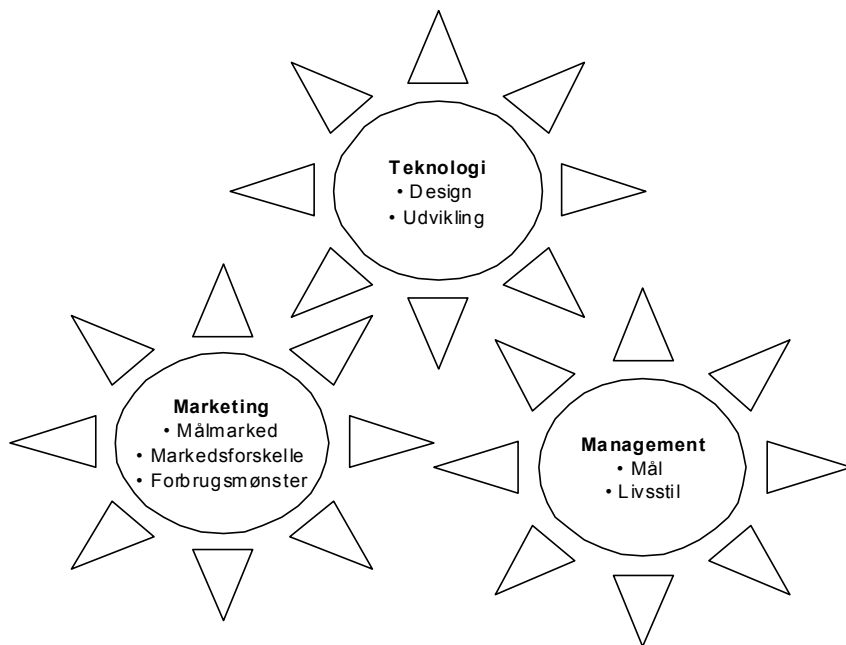 Teknologi
• Design
• Udvikling
Marketing
• Målmarked
• Markedsforskelle
• Forbrugsmønster
Management
• Mål
• Livsstil